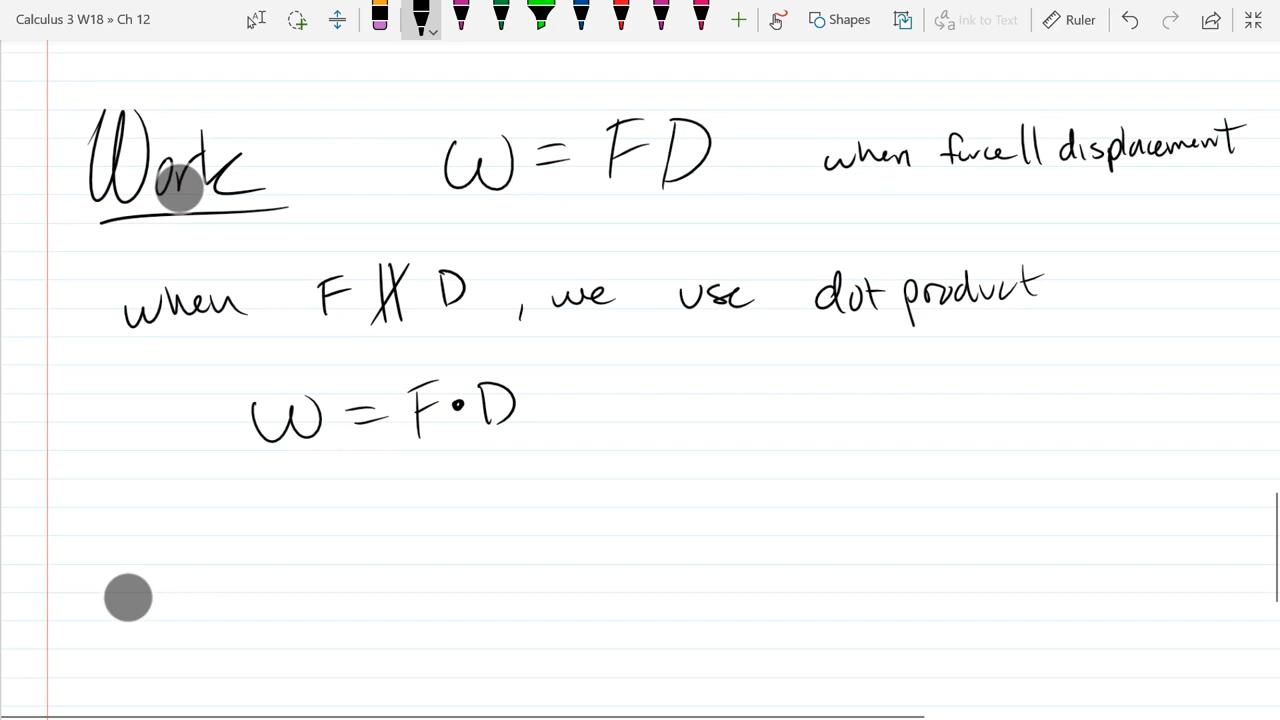 Calculus 3 W18 » Ch 12
Shapes
Ink to Text
Ruler
Work W = FD when force || displacement
when F ∦ D, we use dot product
W = F • D